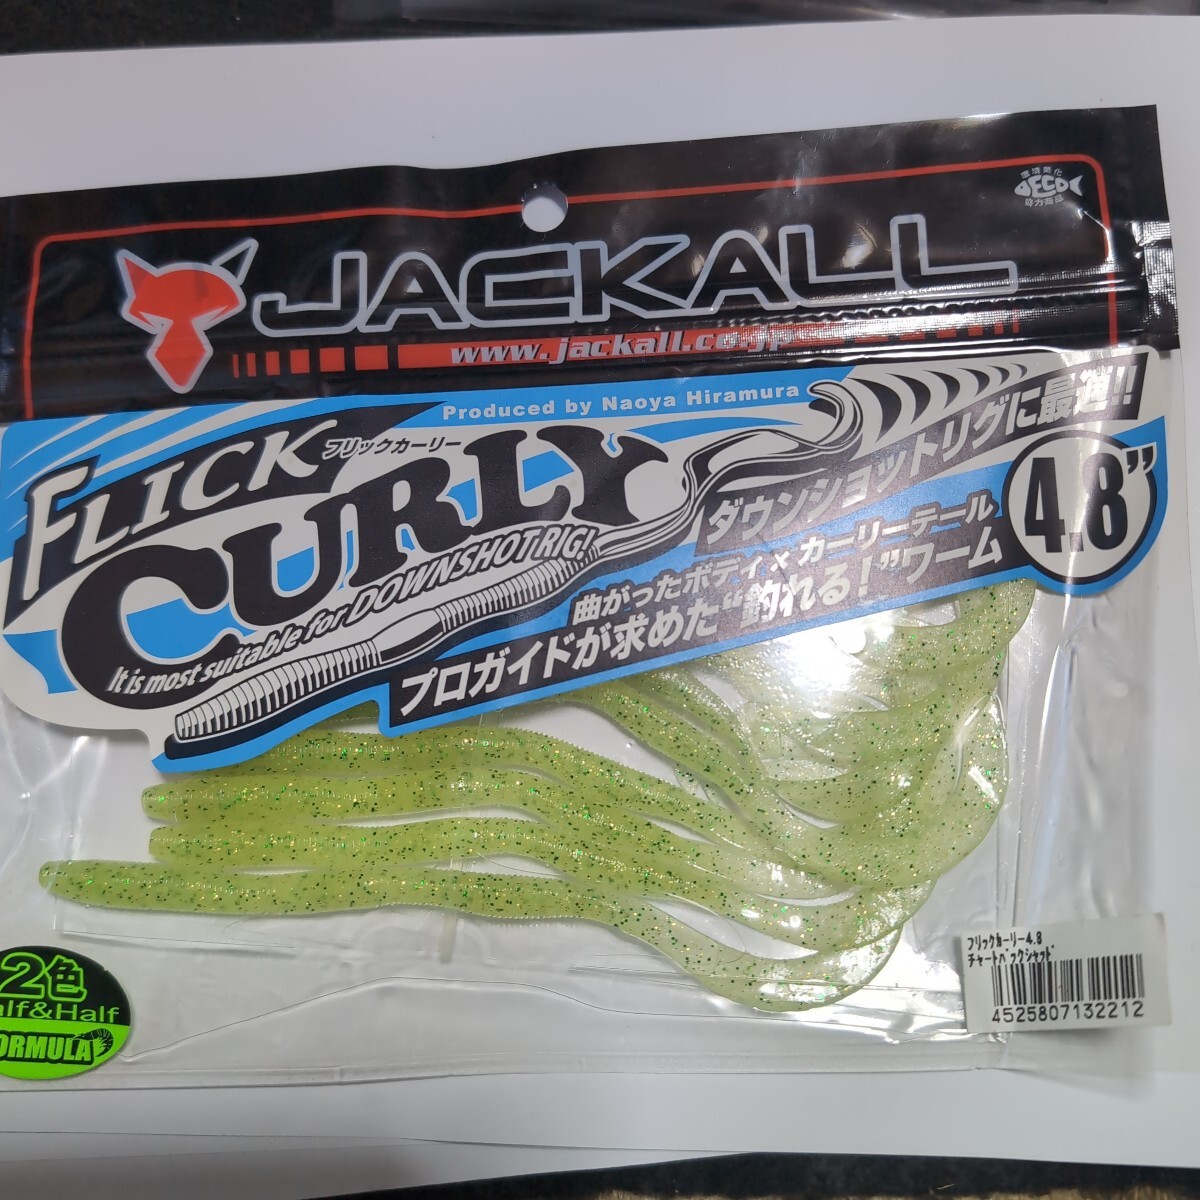 環境変化
ECO
協力商品
JACKALL
www.jackall.co.jp
Produced by Naoya Hiramura
FLICK
フリックカーリー
CURLY
It is most suitable for DOWNSHOTRIG!
ダウンショットリグに最適!!
4.8"
曲がったボディ×カーリーテール
プロガイドが求めた“釣れる！”ワーム
2色
alf&Half
ORMULA
フリックカーリー4.8
チャートバックシャッド
4525807132212